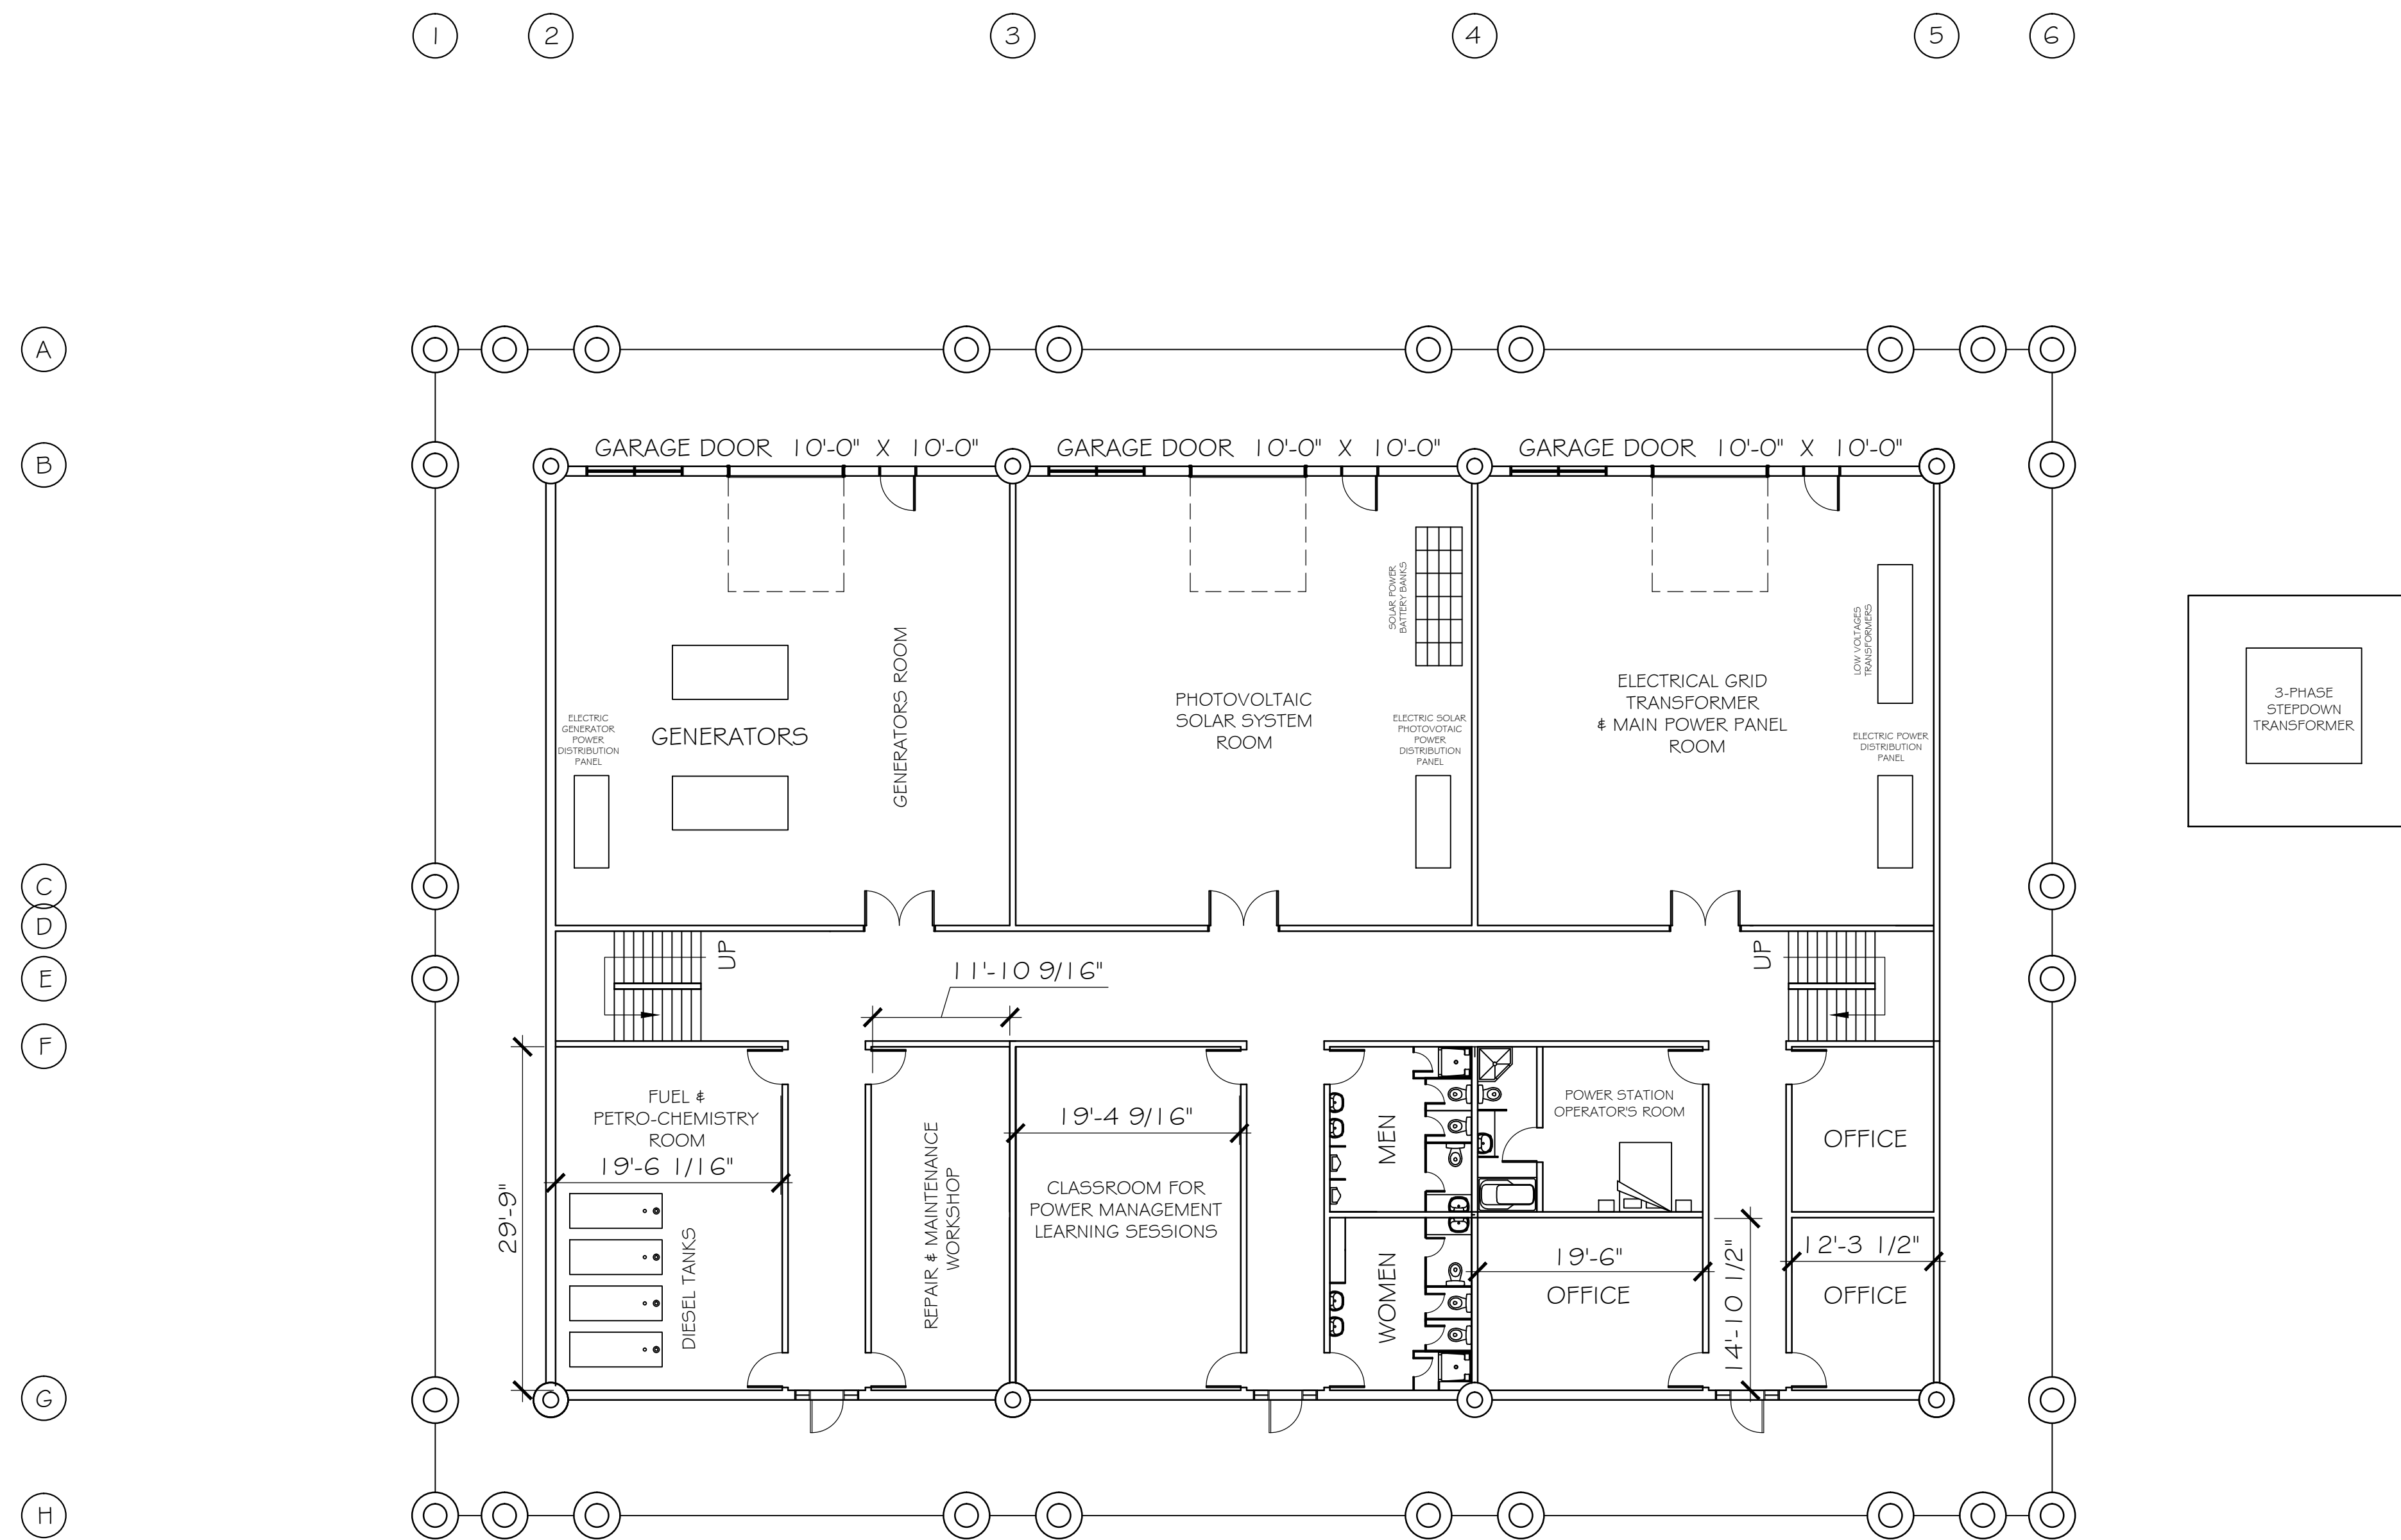 1 2 3 4 5 6
A
B
GARAGE DOOR 10'-0" X 10'-0"
GARAGE DOOR 10'-0" X 10'-0"
GARAGE DOOR 10'-0" X 10'-0"
ELECTRIC
GENERATOR
POWER
DISTRIBUTION
PANEL
GENERATORS
GENERATORS ROOM
PHOTOVOLTAIC
SOLAR SYSTEM
ROOM
SOLAR POWER
BATTERY BANKS
ELECTRIC SOLAR
PHOTOVOTAIC
POWER
DISTRIBUTION
PANEL
ELECTRICAL GRID
TRANSFORMER
& MAIN POWER PANEL
ROOM
LOW VOLTAGES
TRANSFORMERS
ELECTRIC POWER
DISTRIBUTION
PANEL
3-PHASE
STEPDOWN
TRANSFORMER
C
D
E
F
UP
11'-10 9/16"
UP
29'-9"
FUEL &
PETRO-CHEMISTRY
ROOM
19'-6 1/16"
DIESEL TANKS
REPAIR & MAINTENANCE
WORKSHOP
19'-4 9/16"
CLASSROOM FOR
POWER MANAGEMENT
LEARNING SESSIONS
MEN
WOMEN
POWER STATION
OPERATOR'S ROOM
19'-6"
OFFICE
14'-10 1/2"
OFFICE
12'-3 1/2"
OFFICE
G
H